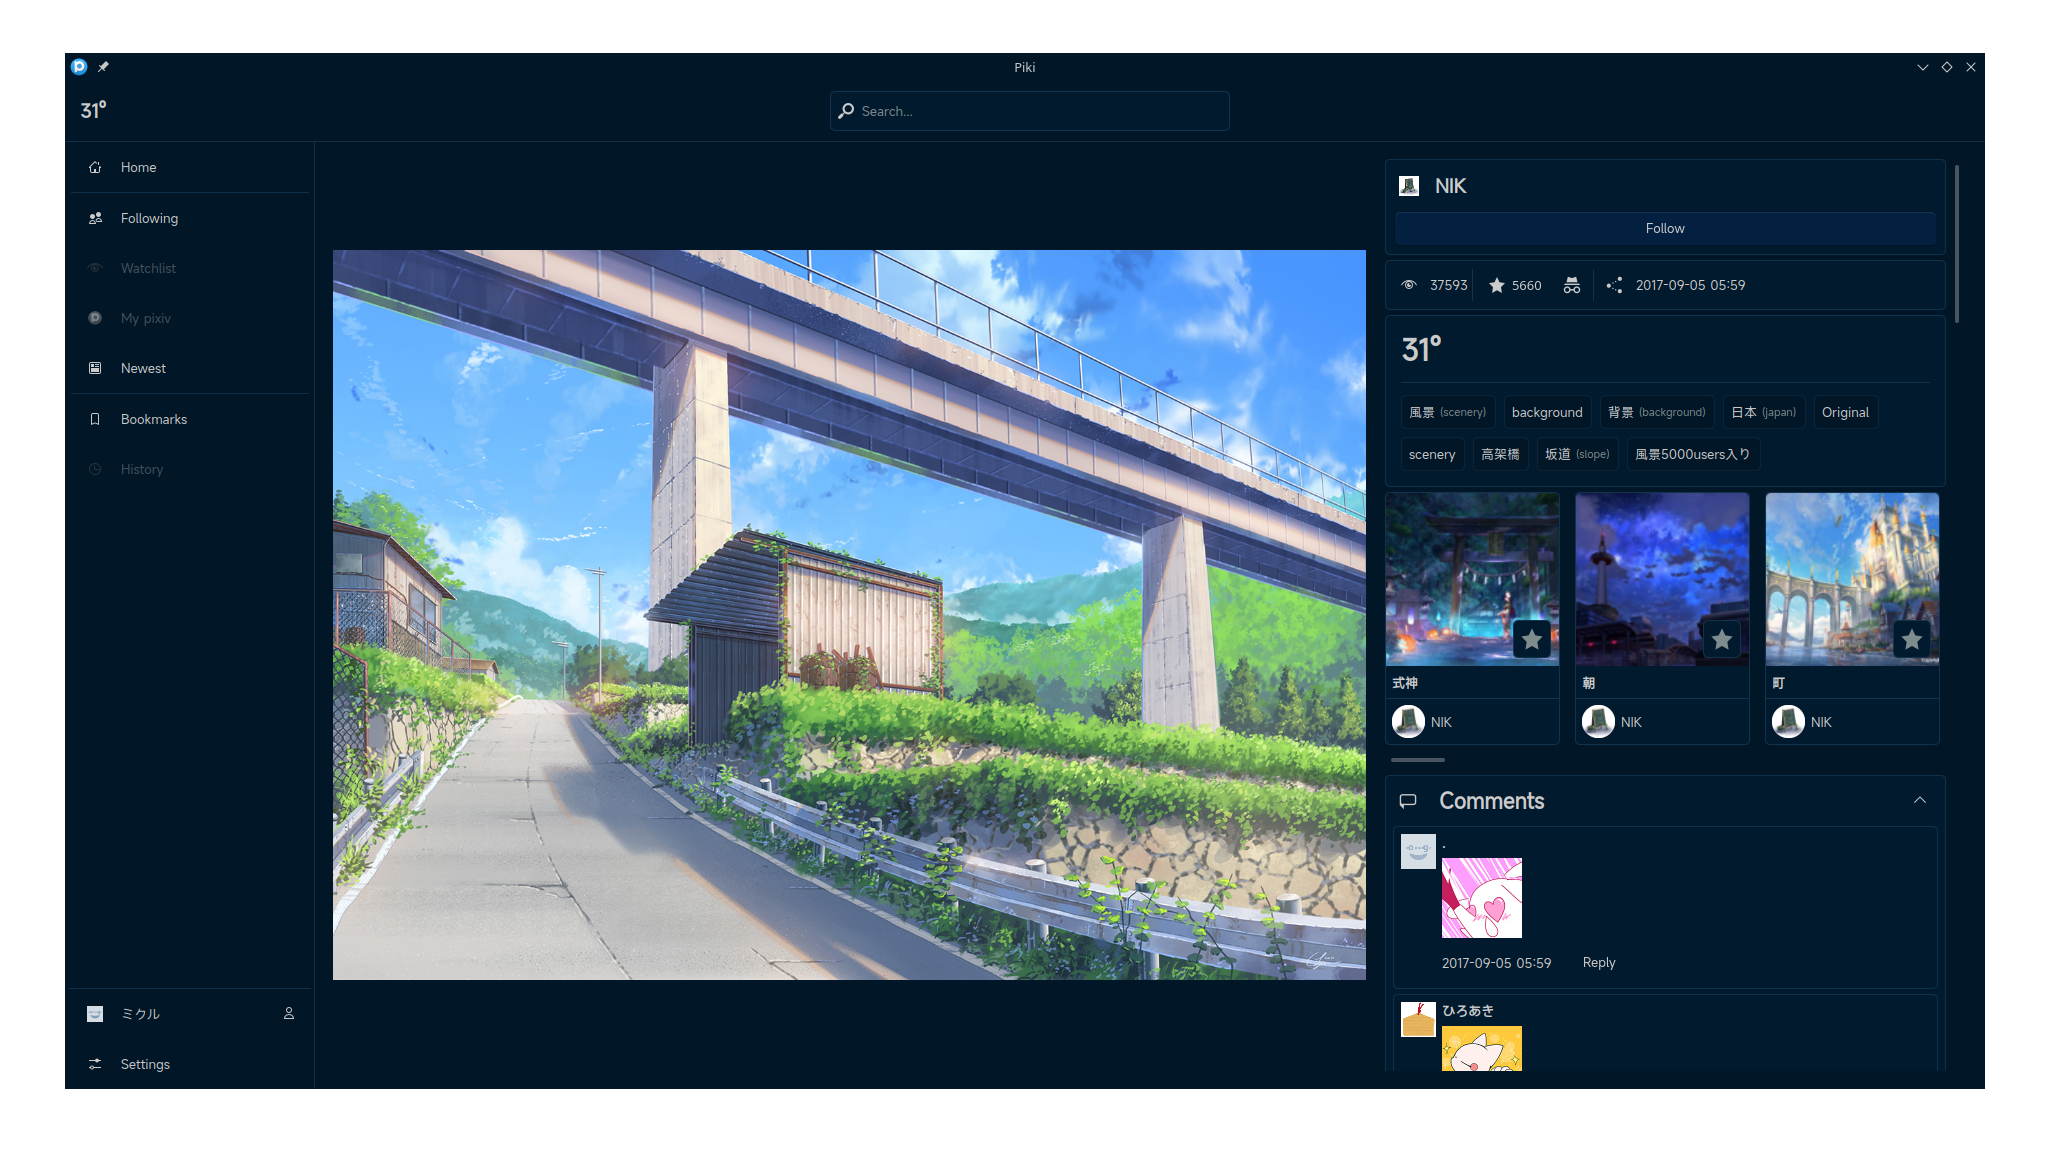 Piki
31°
Search...
Home
Following
Watchlist
My pixiv
Newest
Bookmarks
History
ミクル
Settings
NIK
Follow
37593 5660 2017-09-05 05:59
31°
風景 (scenery) background 背景 (background) 日本 (japan) Original
scenery 高架橋 坂道 (slope) 風景5000users入り
式神 朝 町
NIK NIK NIK
Comments
.
2017-09-05 05:59 Reply
ひろあき